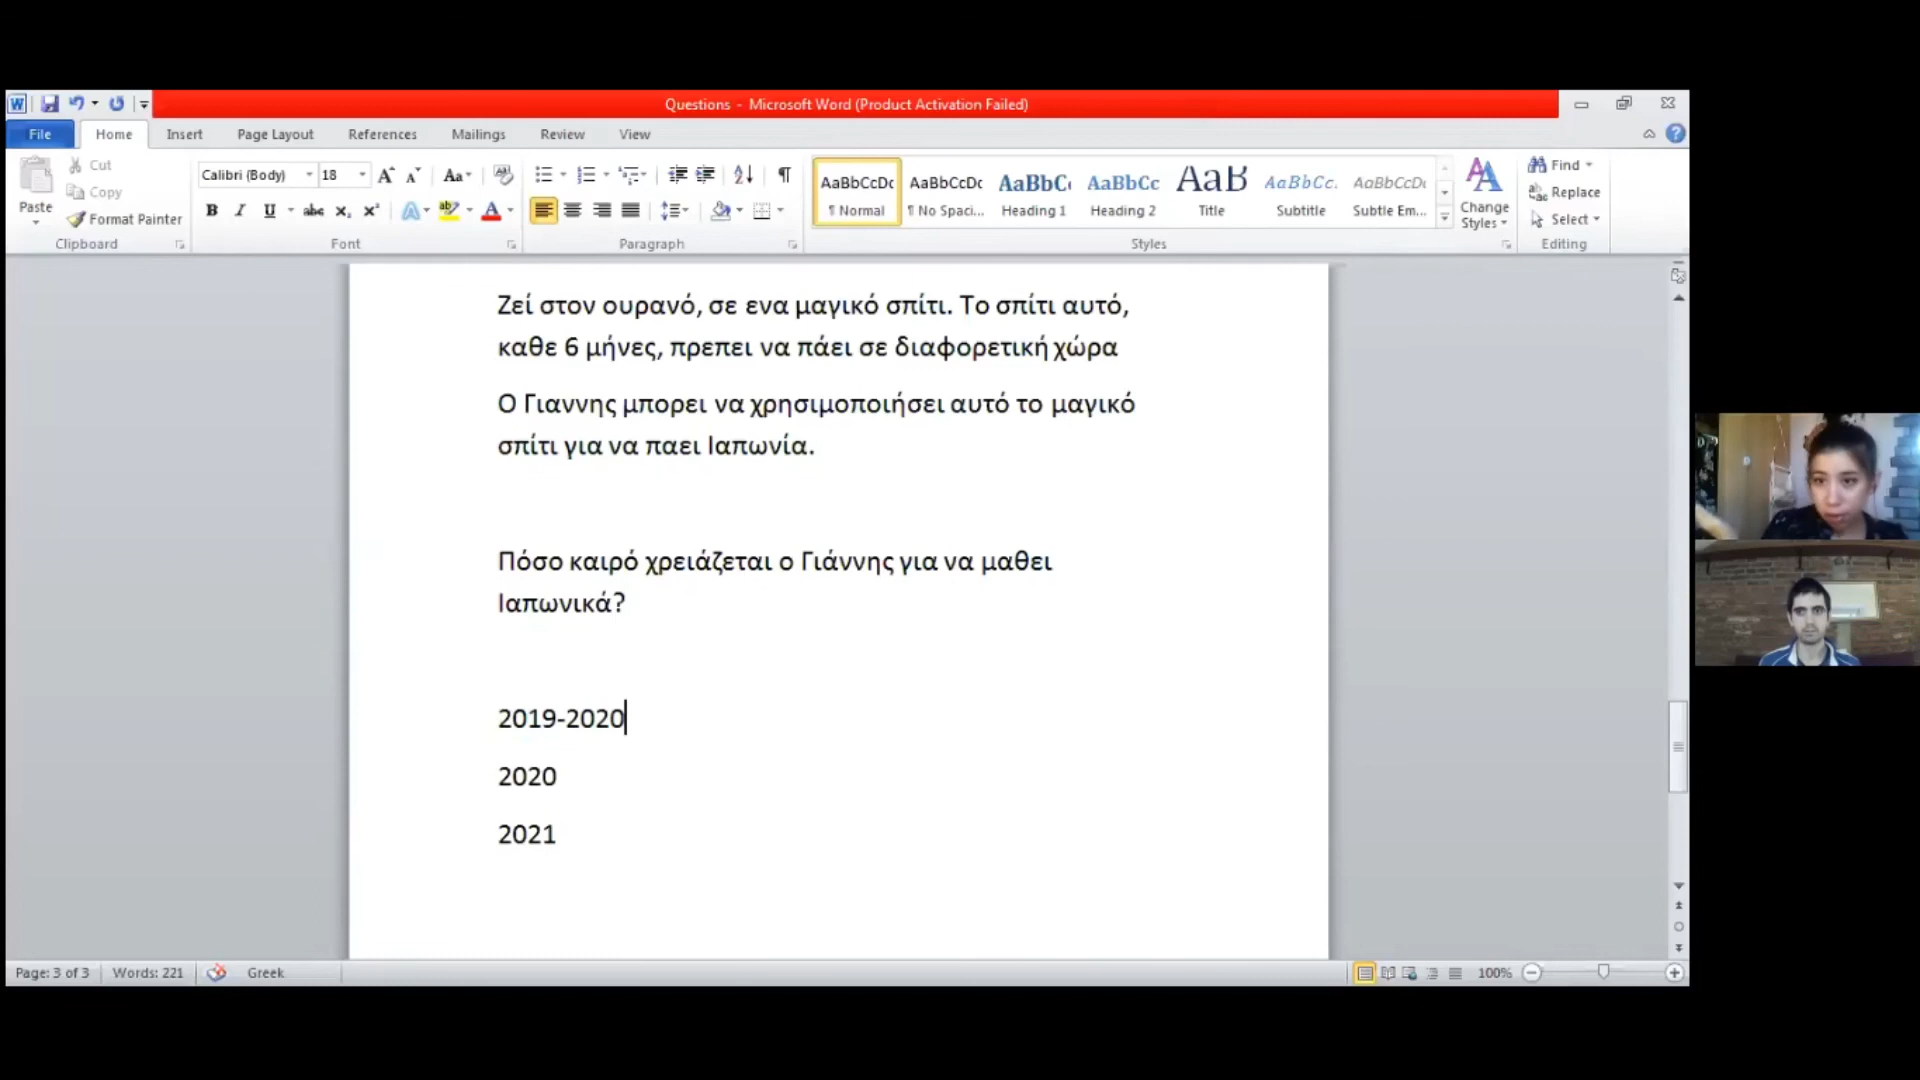 Questions - Microsoft Word (Product Activation Failed)
File Home Insert Page Layout References Mailings Review View
Cut
Copy
Format Painter
Paste
Clipboard
Calibri (Body) 18
Font
Paragraph
AaBbCcDc AaBbCcDc AaBbC AaBbCc AaB AaBbCc. AaBbCcDc
¶ Normal ¶ No Spaci... Heading 1 Heading 2 Title Subtitle Subtle Em...
Styles
Change
Styles
Find
Replace
Select
Editing
Ζεί στον ουρανό, σε ενα μαγικό σπίτι. Το σπίτι αυτό,
καθε 6 μήνες, πρεπει να πάει σε διαφορετική χώρα
Ο Γιαννης μπορει να χρησιμοποιήσει αυτό το μαγικό
σπίτι για να παει Ιαπωνία.
Πόσο καιρό χρειάζεται ο Γιάννης για να μαθει
Ιαπωνικά?
2019-2020
2020
2021
Page: 3 of 3 Words: 221 Greek 100%